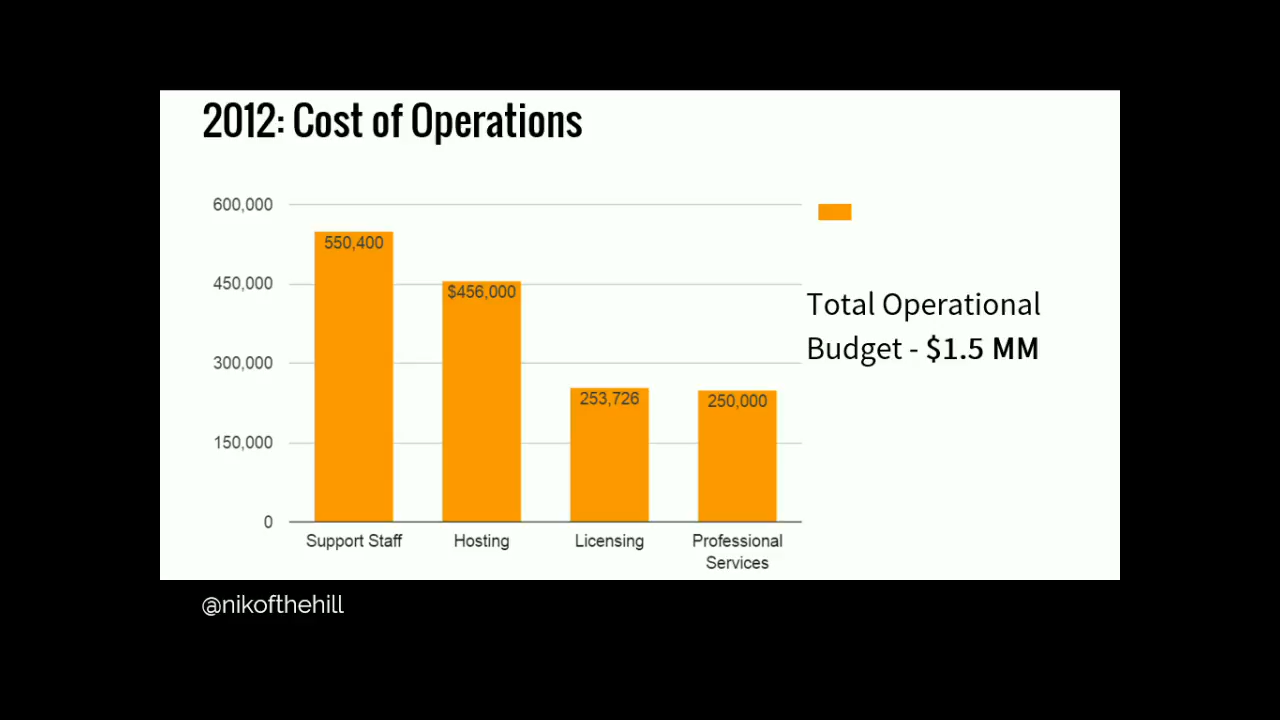 2012: Cost of Operations
600,000
450,000
300,000
150,000
0
550,400
$456,000
253,726
250,000
Support Staff
Hosting
Licensing
Professional
Services
Total Operational
Budget - $1.5 MM
@nikofthehill